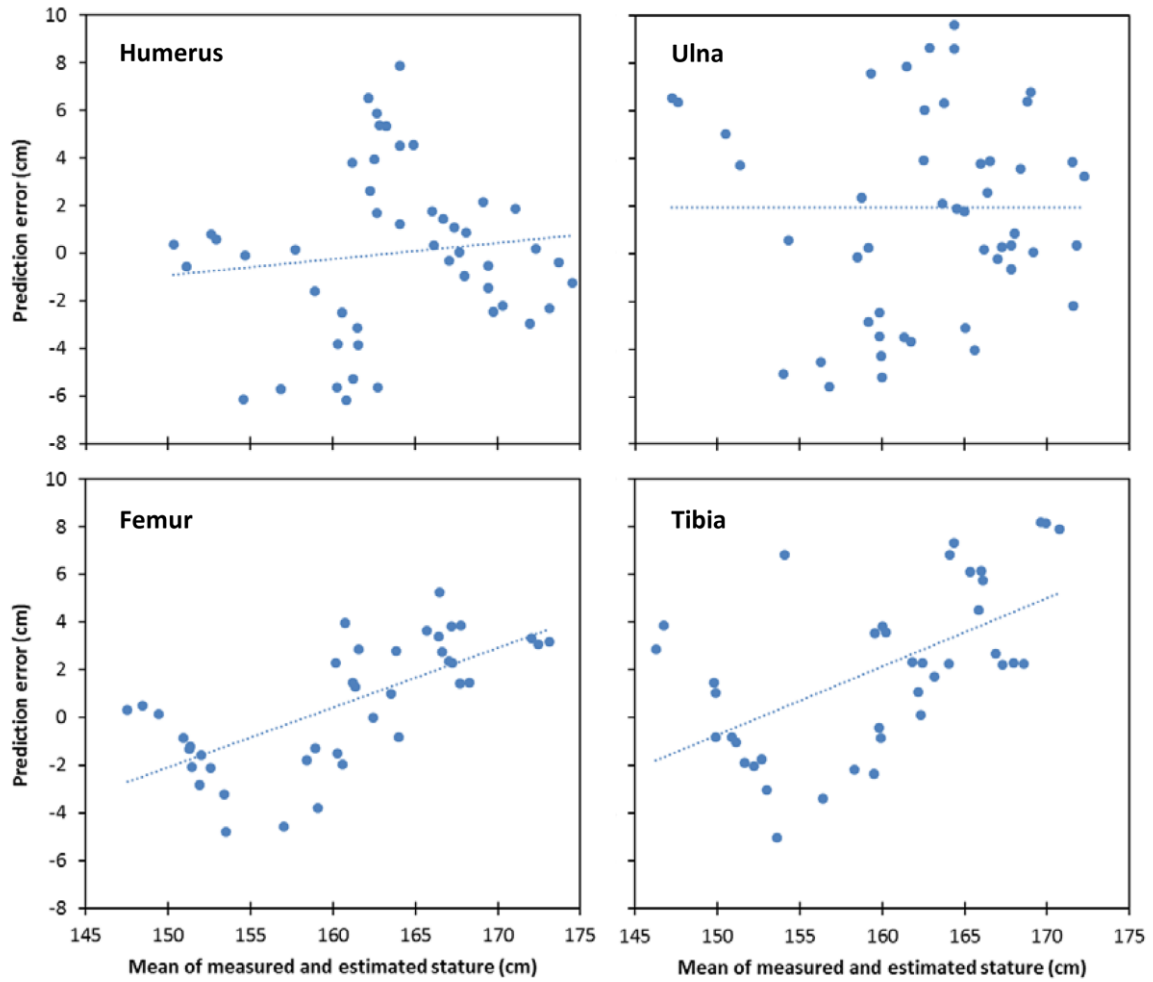 Humerus
Ulna
Prediction error (cm)
10
8
6
4
2
0
-2
-4
-6
-8
Femur
Tibia
Prediction error (cm)
10
8
6
4
2
0
-2
-4
-6
-8
145 150 155 160 165 170 175
145 150 155 160 165 170 175
Mean of measured and estimated stature (cm)
Mean of measured and estimated stature (cm)